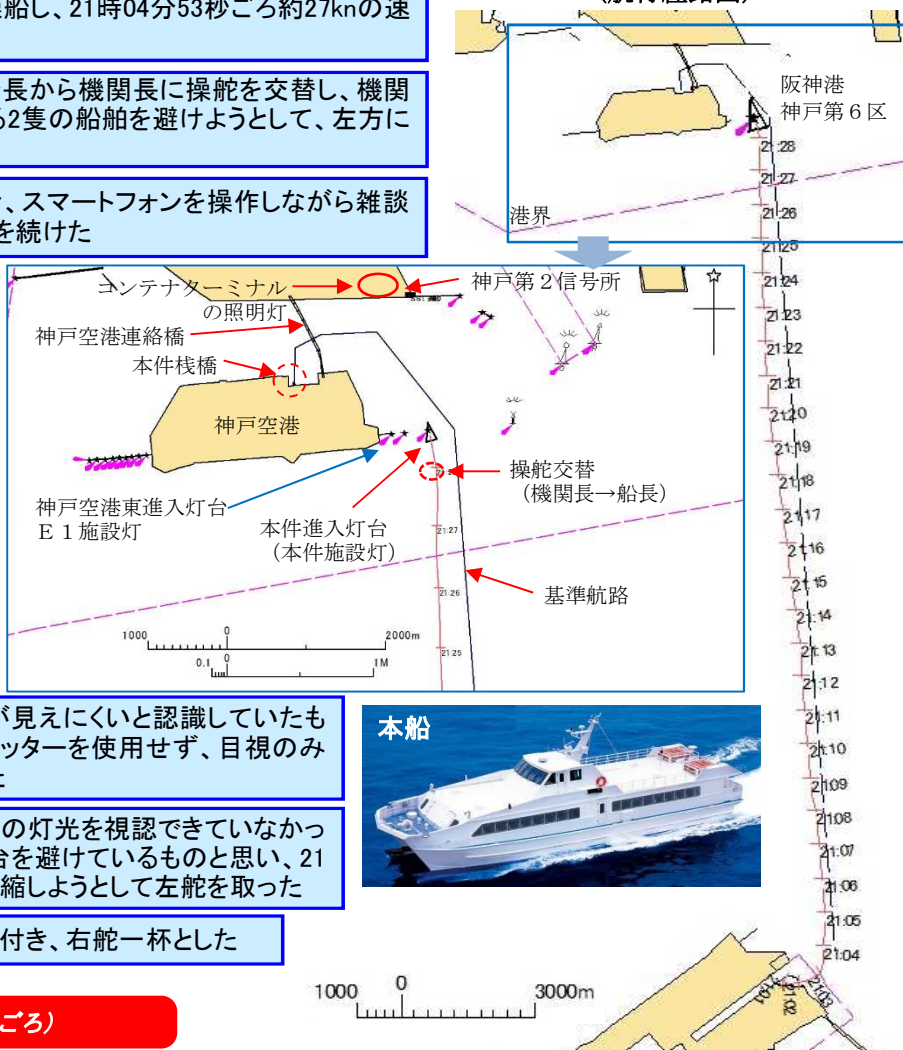 操船し、21時04分53秒ごろ約27knの速
長から機関長に操舵を交替し、機関
る2隻の船舶を避けようとして、左方に
、スマートフォンを操作しながら雑談
を続けた
阪神港
神戸第６区
港界
21:28
21:27
21:26
21:25
21:24
21:23
21:22
21:21
21:20
21:19
21:18
21:17
21:16
21:15
21:14
21:13
21:12
21:11
21:10
21:09
21:08
21:07
21:06
21:05
21:04
21:03
21:02
21:01
コンテナターミナル
の照明灯
神戸第２信号所
神戸空港連絡橋
本件桟橋
神戸空港
神戸空港東進入灯台
Ｅ１施設灯
本件進入灯台
（本件施設灯）
操舵交替
（機関長→船長）
基準航路
21:27
21:26
21:25
1000 0 2000m
0.1 0 1M
が見えにくいと認識していたも
ッターを使用せず、目視のみ
の灯光を視認できていなかっ
台を避けているものと思い、21
縮しようとして左舵を取った
付き、右舵一杯とした
ごろ）
本船
1000 0 3000m